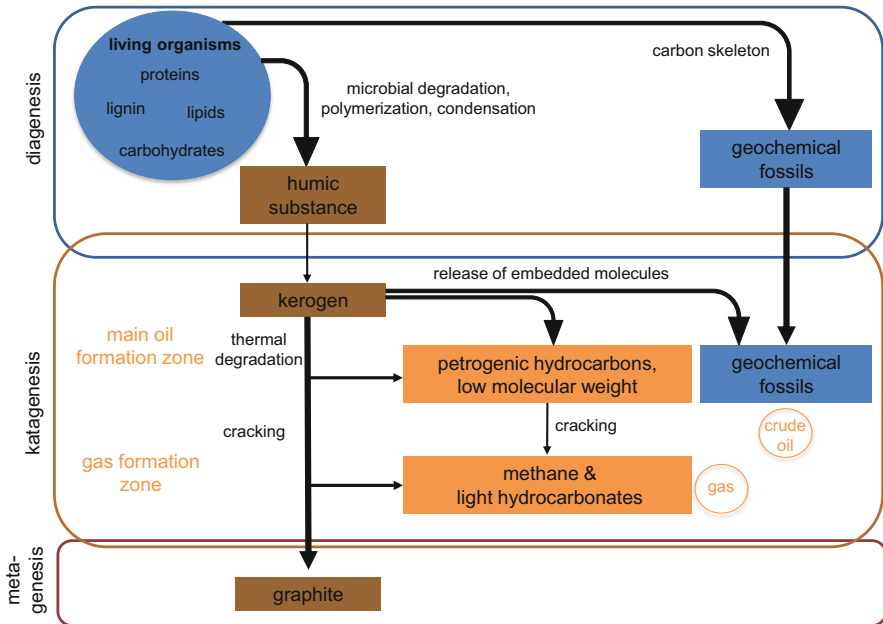 diagenesis
living organisms
proteins
lignin
lipids
carbohydrates
microbial degradation,
polymerization, condensation
carbon skeleton
humic
substance
geochemical
fossils
katagenesis
release of embedded molecules
kerogen
main oil
formation zone
thermal
degradation
petrogenic hydrocarbons,
low molecular weight
geochemical
fossils
cracking
cracking
crude
oil
gas formation
zone
methane &
light hydrocarbonates
gas
meta-
genesis
graphite